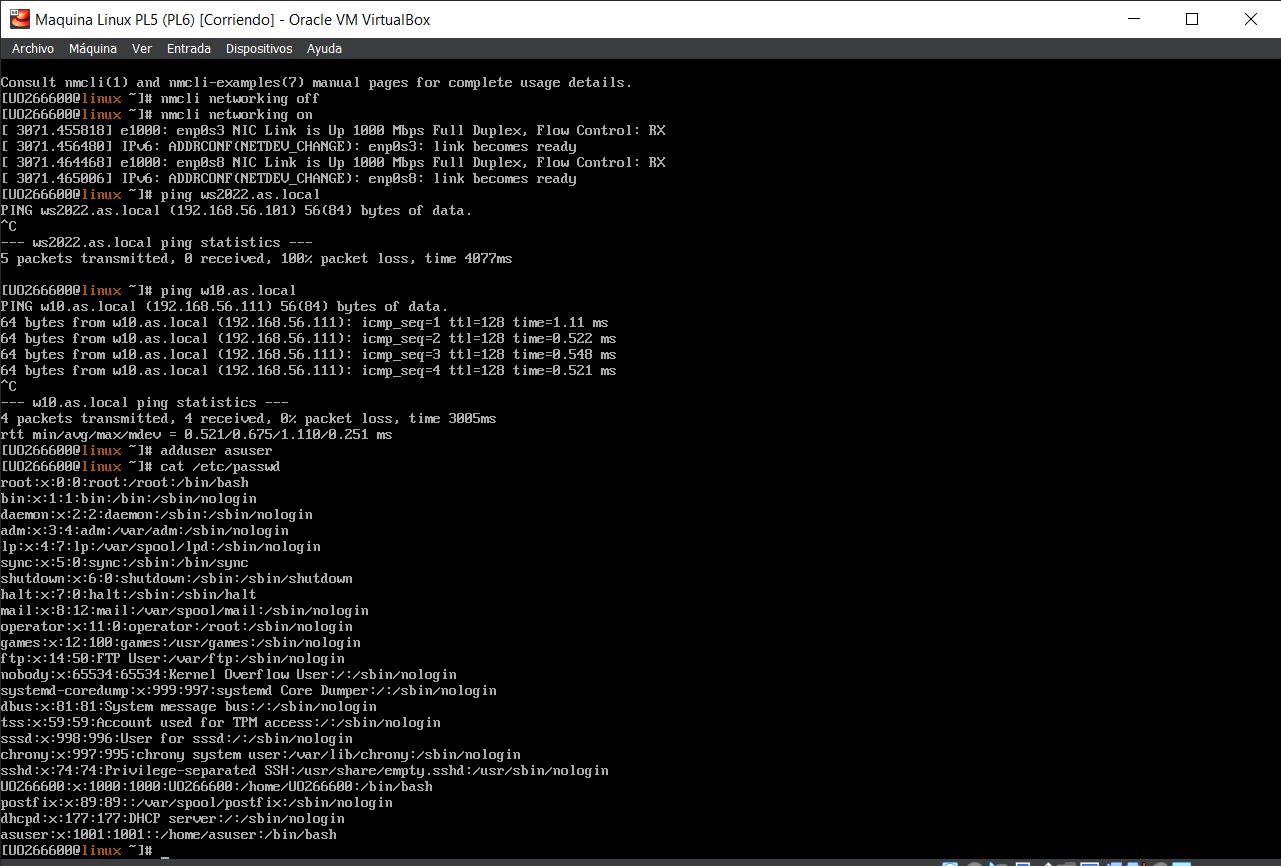 Maquina Linux PL5 (PL6) [Corriendo] - Oracle VM VirtualBox
Archivo Máquina Ver Entrada Dispositivos Ayuda
Consult nmcli(1) and nmcli-examples(7) manual pages for complete usage details.
[UO266600@linux ~]# nmcli networking off
[UO266600@linux ~]# nmcli networking on
[ 3071.455818] e1000: enp0s3 NIC Link is Up 1000 Mbps Full Duplex, Flow Control: RX
[ 3071.456480] IPv6: ADDRCONF(NETDEV_CHANGE): enp0s3: link becomes ready
[ 3071.464468] e1000: enp0s8 NIC Link is Up 1000 Mbps Full Duplex, Flow Control: RX
[ 3071.465006] IPv6: ADDRCONF(NETDEV_CHANGE): enp0s8: link becomes ready
[UO266600@linux ~]# ping ws2022.as.local
PING ws2022.as.local (192.168.56.101) 56(84) bytes of data.
^C
--- ws2022.as.local ping statistics ---
5 packets transmitted, 0 received, 100% packet loss, time 4077ms
[UO266600@linux ~]# ping w10.as.local
PING w10.as.local (192.168.56.111) 56(84) bytes of data.
64 bytes from w10.as.local (192.168.56.111): icmp_seq=1 ttl=128 time=1.11 ms
64 bytes from w10.as.local (192.168.56.111): icmp_seq=2 ttl=128 time=0.522 ms
64 bytes from w10.as.local (192.168.56.111): icmp_seq=3 ttl=128 time=0.548 ms
64 bytes from w10.as.local (192.168.56.111): icmp_seq=4 ttl=128 time=0.521 ms
^C
--- w10.as.local ping statistics ---
4 packets transmitted, 4 received, 0% packet loss, time 3005ms
rtt min/avg/max/mdev = 0.521/0.675/1.110/0.251 ms
[UO266600@linux ~]# adduser asuser
[UO266600@linux ~]# cat /etc/passwd
root:x:0:0:root:/root:/bin/bash
bin:x:1:1:bin:/bin:/sbin/nologin
daemon:x:2:2:daemon:/sbin:/sbin/nologin
adm:x:3:4:adm:/var/adm:/sbin/nologin
lp:x:4:7:lp:/var/spool/lpd:/sbin/nologin
sync:x:5:0:sync:/sbin:/bin/sync
shutdown:x:6:0:shutdown:/sbin:/sbin/shutdown
halt:x:7:0:halt:/sbin:/sbin/halt
mail:x:8:12:mail:/var/spool/mail:/sbin/nologin
operator:x:11:0:operator:/root:/sbin/nologin
games:x:12:100:games:/usr/games:/sbin/nologin
ftp:x:14:50:FTP User:/var/ftp:/sbin/nologin
nobody:x:65534:65534:Kernel Overflow User:/:/sbin/nologin
systemd-coredump:x:999:997:systemd Core Dumper:/:/sbin/nologin
dbus:x:81:81:System message bus:/:/sbin/nologin
tss:x:59:59:Account used for TPM access:/:/sbin/nologin
sssd:x:998:996:User for sssd:/:/sbin/nologin
chrony:x:997:995:chrony system user:/var/lib/chrony:/sbin/nologin
sshd:x:74:74:Privilege-separated SSH:/usr/share/empty.sshd:/usr/sbin/nologin
UO266600:x:1000:1000:UO266600:/home/UO266600:/bin/bash
postfix:x:89:89::/var/spool/postfix:/sbin/nologin
dhcpd:x:177:177:DHCP server:/:/sbin/nologin
asuser:x:1001:1001::/home/asuser:/bin/bash
[UO266600@linux ~]# _